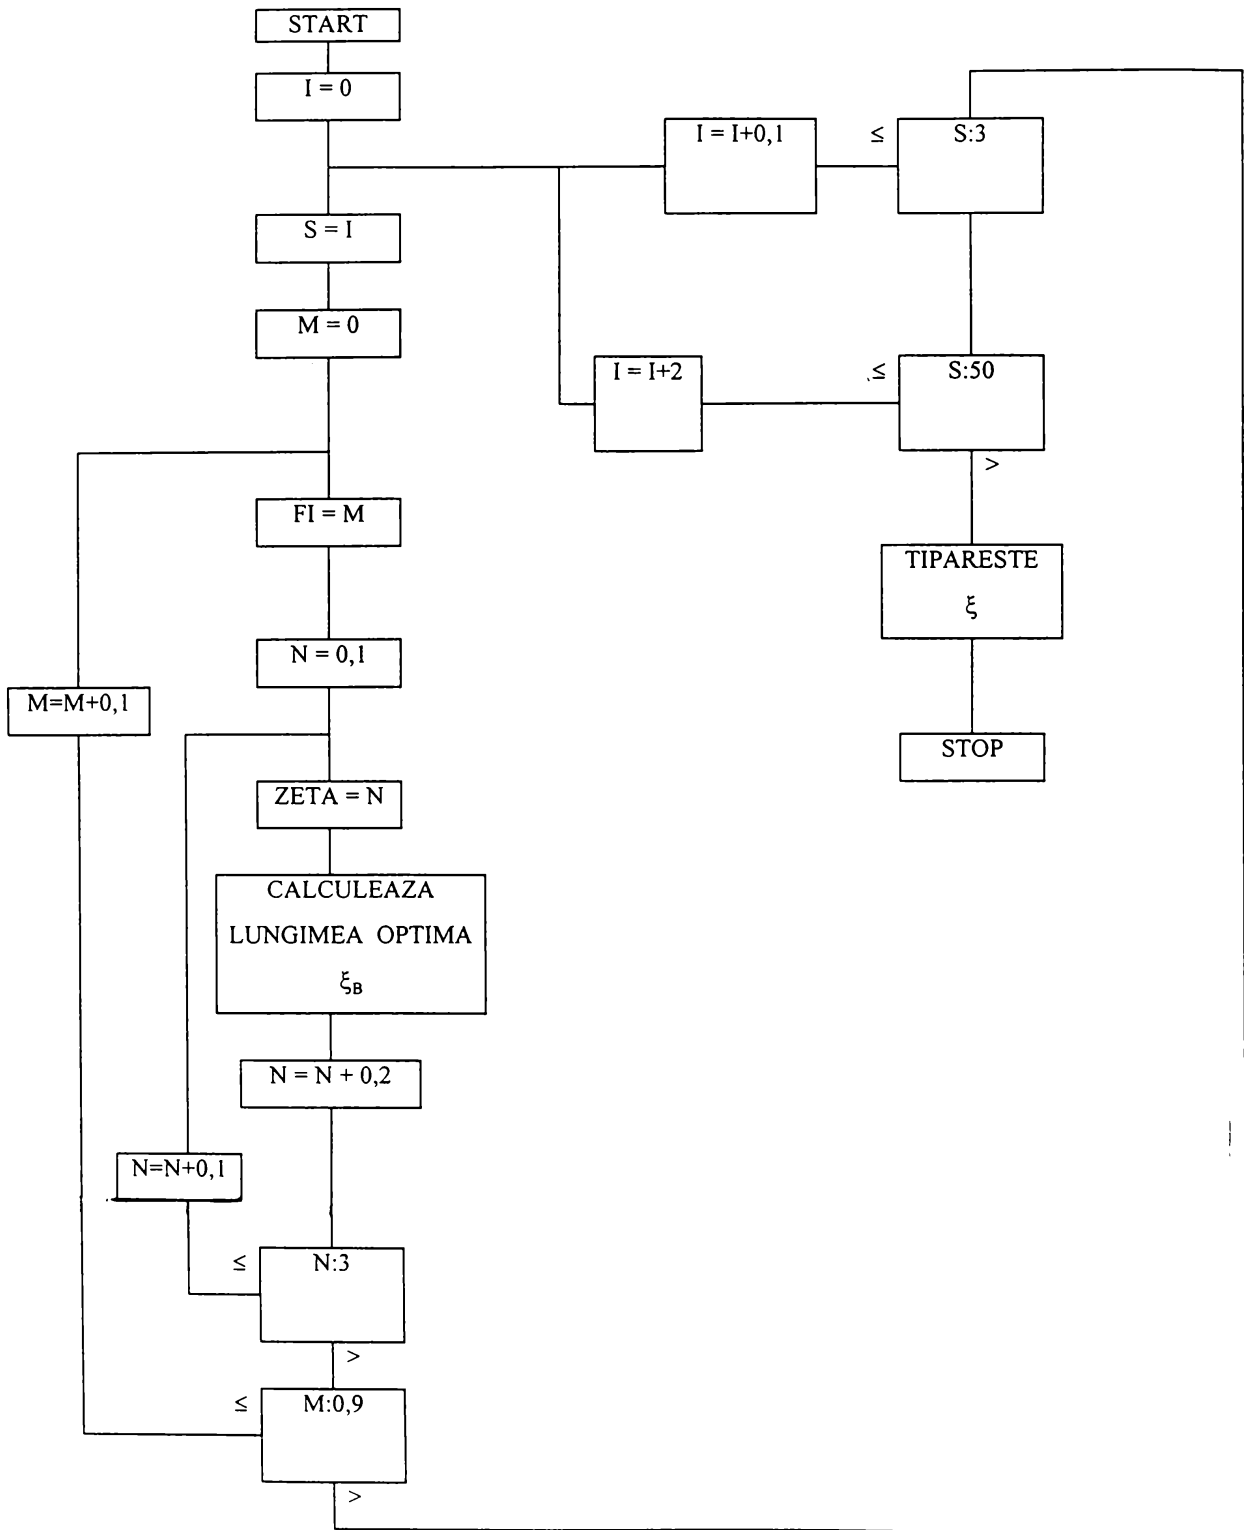 START
I = 0
I = I+0,1
≤
S:3
S = I
M = 0
I = I+2
≤
S:50
>
FI = M
TIPARESTE
ξ
N = 0,1
M=M+0,1
STOP
ZETA = N
CALCULEAZA
LUNGIMEA OPTIMA
ξB
N = N + 0,2
N=N+0,1
≤
N:3
>
≤
M:0,9
>